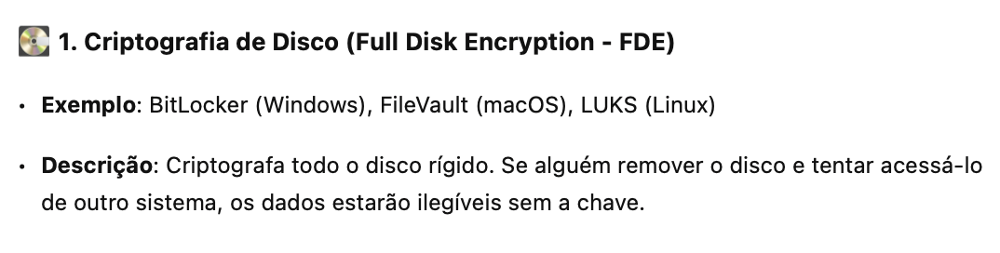 💽 1. Criptografia de Disco (Full Disk Encryption - FDE)
• Exemplo: BitLocker (Windows), FileVault (macOS), LUKS (Linux)
• Descrição: Criptografa todo o disco rígido. Se alguém remover o disco e tentar acessá-lo
de outro sistema, os dados estarão ilegíveis sem a chave.